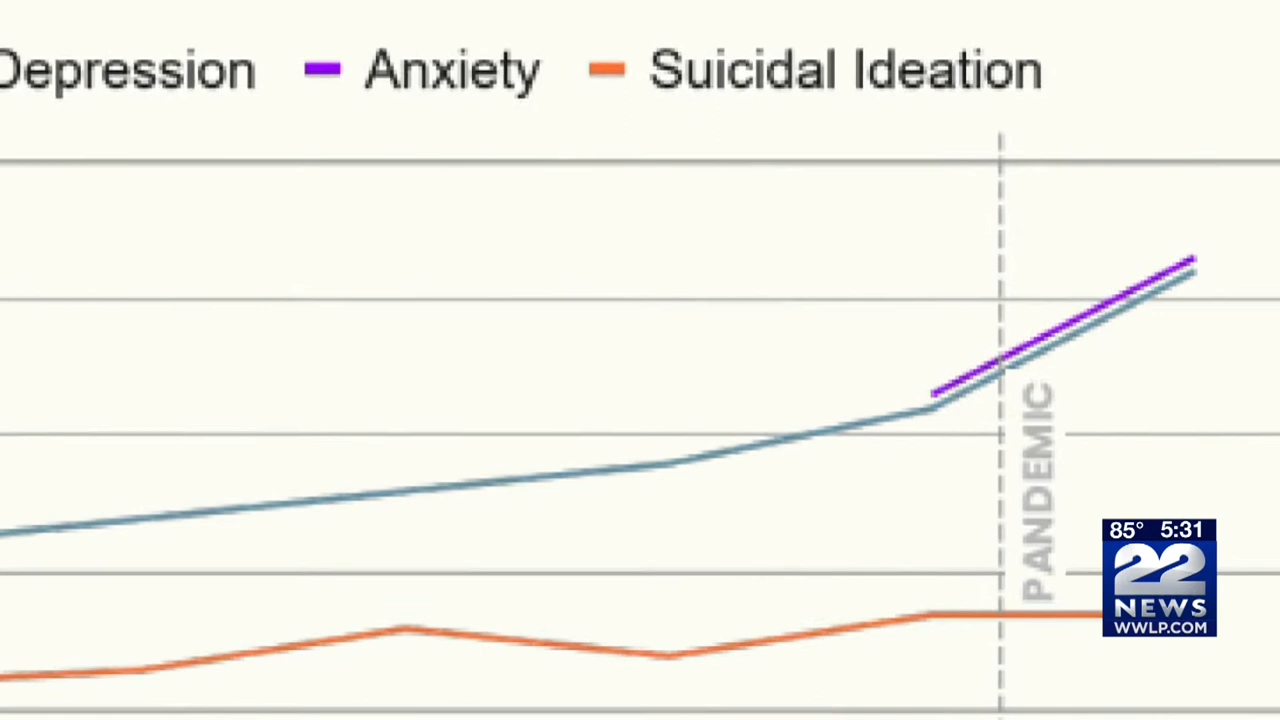 Depression Anxiety Suicidal Ideation
PANDEMIC
85° 5:31
22
NEWS
WWLP.COM